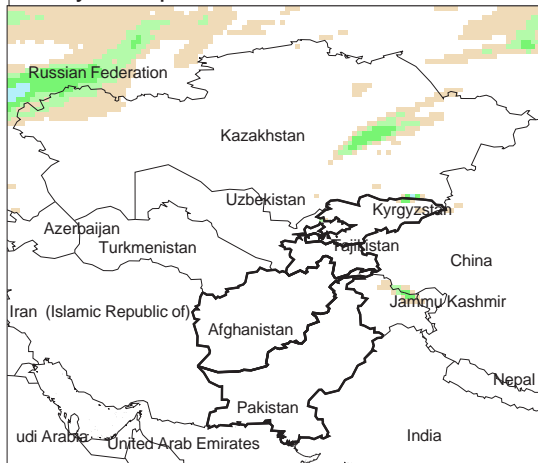 Russian Federation
Kazakhstan
Uzbekistan
Kyrgyzstan
Azerbaijan
Turkmenistan
Tajikistan
China
Iran (Islamic Republic of)
Jammu Kashmir
Afghanistan
Nepal
Pakistan
udi Arabia
United Arab Emirates
India